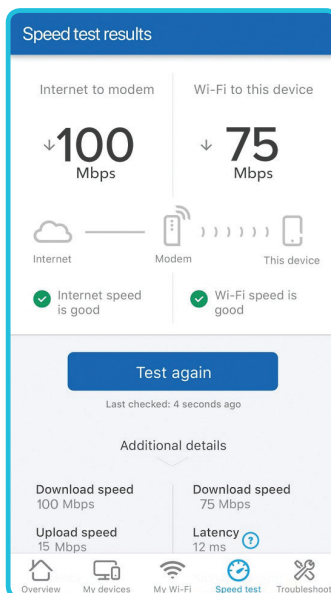 Speed test results
Internet to modem
Wi-Fi to this device
↓100
Mbps
↓ 75
Mbps
Internet
Modem
This device
Internet speed
is good
Wi-Fi speed is
good
Test again
Last checked: 4 seconds ago
Additional details
Download speed
100 Mbps
Download speed
75 Mbps
Upload speed
15 Mbps
Latency ?
12 ms
Overview
My devices
My Wi-Fi
Speed test
Troubleshoot